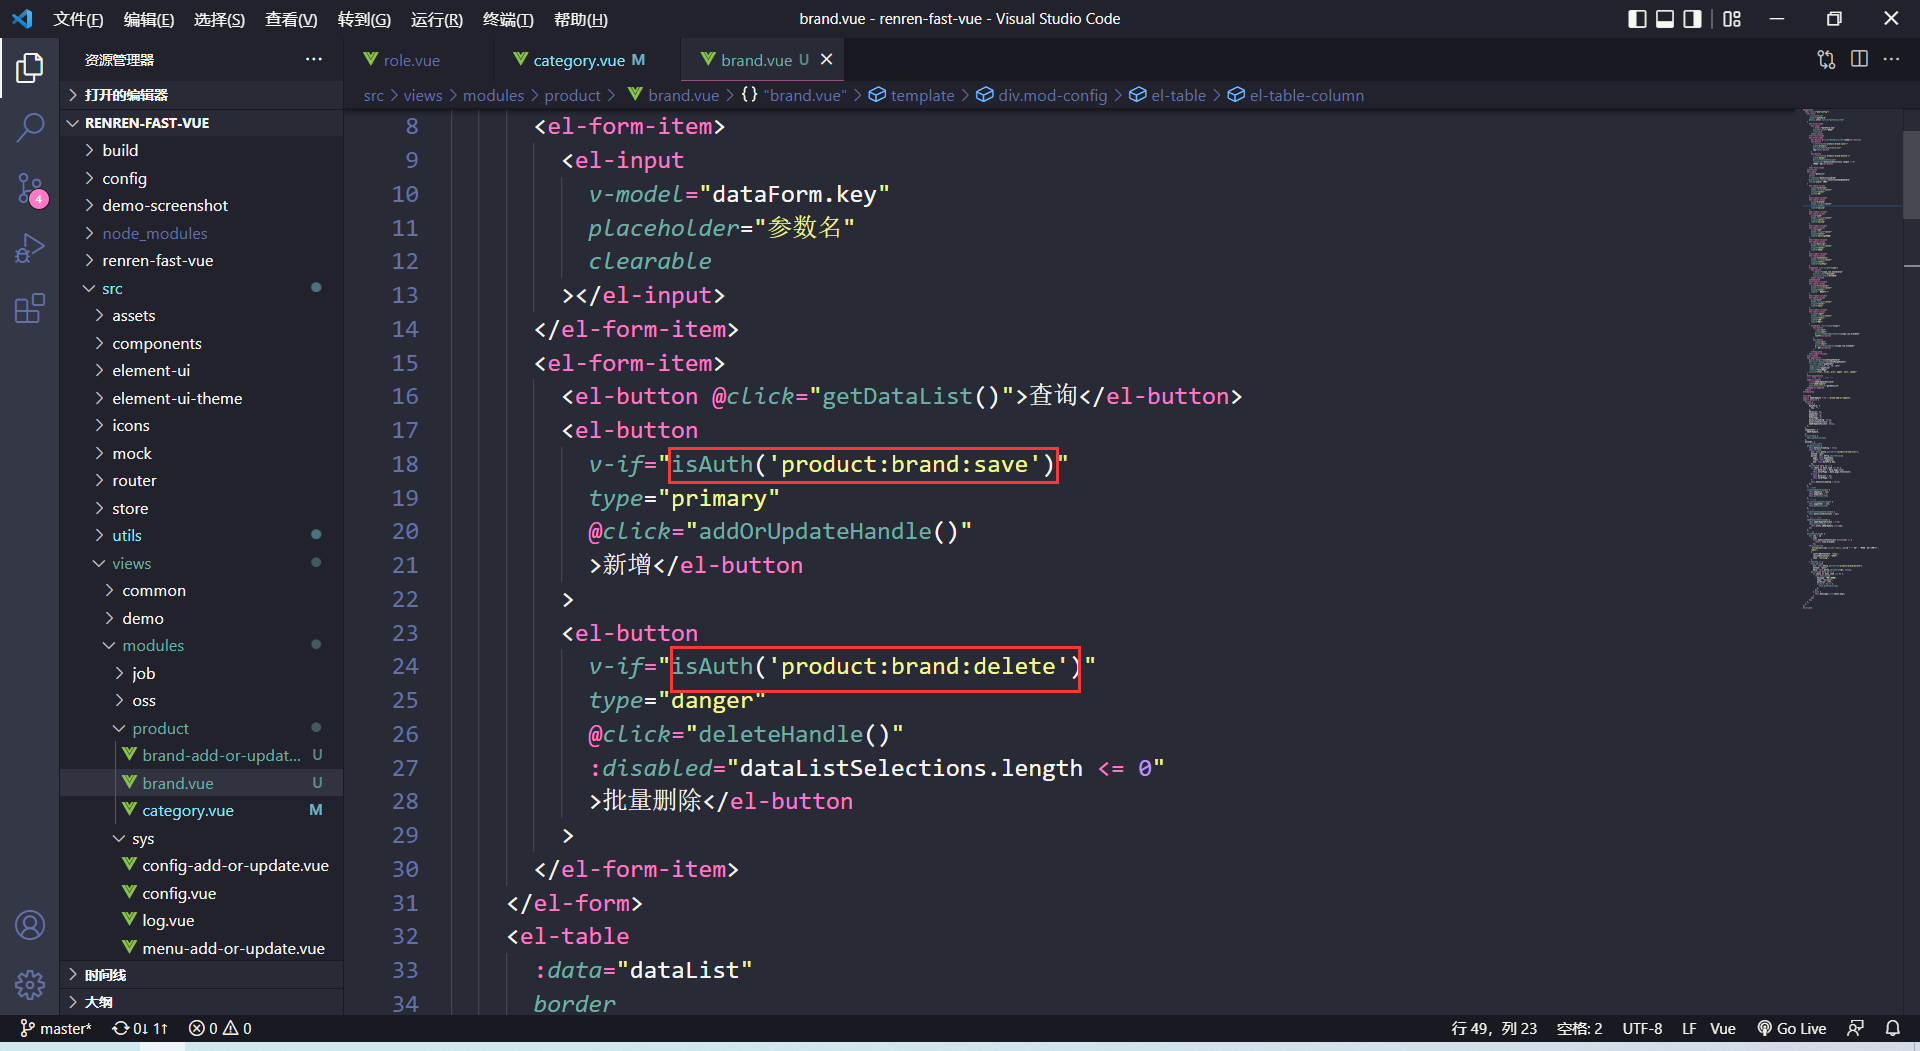 文件(F) 编辑(E) 选择(S) 查看(V) 转到(G) 运行(R) 终端(T) 帮助(H) brand.vue - renren-fast-vue - Visual Studio Code
资源管理器
打开的编辑器
RENREN-FAST-VUE
build
config
demo-screenshot
node_modules
renren-fast-vue
src
assets
components
element-ui
element-ui-theme
icons
mock
router
store
utils
views
common
demo
modules
job
oss
product
brand-add-or-updat... U
brand.vue U
category.vue M
sys
config-add-or-update.vue
config.vue
log.vue
menu-add-or-update.vue
时间线
大纲
4
role.vue category.vue M brand.vue U
src > views > modules > product > brand.vue > {} "brand.vue" > template > div.mod-config > el-table > el-table-column
8 <el-form-item>
9 <el-input
10 v-model="dataForm.key"
11 placeholder="参数名"
12 clearable
13 ></el-input>
14 </el-form-item>
15 <el-form-item>
16 <el-button @click="getDataList()">查询</el-button>
17 <el-button
18 v-if="isAuth('product:brand:save')"
19 type="primary"
20 @click="addOrUpdateHandle()"
21 >新增</el-button
22 >
23 <el-button
24 v-if="isAuth('product:brand:delete')"
25 type="danger"
26 @click="deleteHandle()"
27 :disabled="dataListSelections.length <= 0"
28 >批量删除</el-button
29 >
30 </el-form-item>
31 </el-form>
32 <el-table
33 :data="dataList"
34 border
master* 0↓ 1↑ 0 0 行 49，列 23 空格: 2 UTF-8 LF Vue Go Live